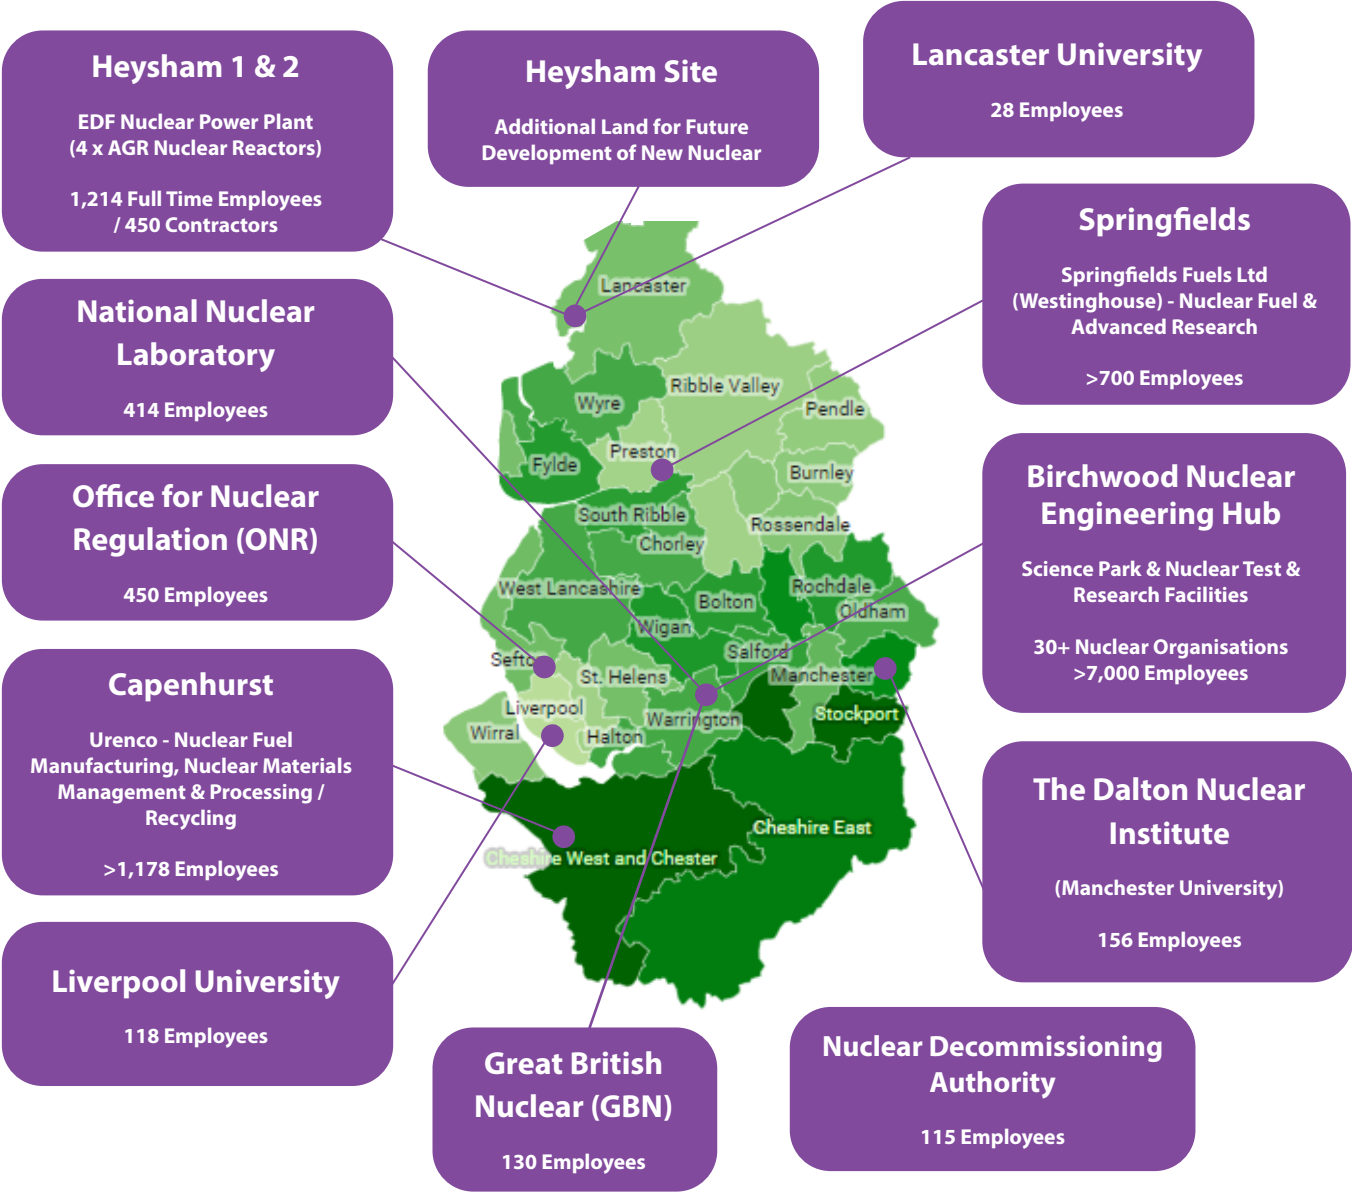 Heysham 1 & 2
EDF Nuclear Power Plant
(4 x AGR Nuclear Reactors)
1,214 Full Time Employees
/ 450 Contractors
Heysham Site
Additional Land for Future
Development of New Nuclear
Lancaster University
28 Employees
Springfields
Springfields Fuels Ltd
(Westinghouse) - Nuclear Fuel &
Advanced Research
>700 Employees
National Nuclear
Laboratory
414 Employees
Office for Nuclear
Regulation (ONR)
450 Employees
Birchwood Nuclear
Engineering Hub
Science Park & Nuclear Test &
Research Facilities
30+ Nuclear Organisations
>7,000 Employees
Capenhurst
Urenco - Nuclear Fuel
Manufacturing, Nuclear Materials
Management & Processing /
Recycling
>1,178 Employees
The Dalton Nuclear
Institute
(Manchester University)
156 Employees
Liverpool University
118 Employees
Great British
Nuclear (GBN)
130 Employees
Nuclear Decommissioning
Authority
115 Employees
Lancaster
Ribble Valley
Wyre
Pendle
Preston
Fylde
Burnley
South Ribble
Rossendale
Chorley
West Lancashire
Rochdale
Bolton
Oldham
Wigan
Salford
Sefto
St. Helens
Manchester
Liverpool
Warrington
Stockport
Wirral
Halton
Cheshire East
Cheshire West and Chester